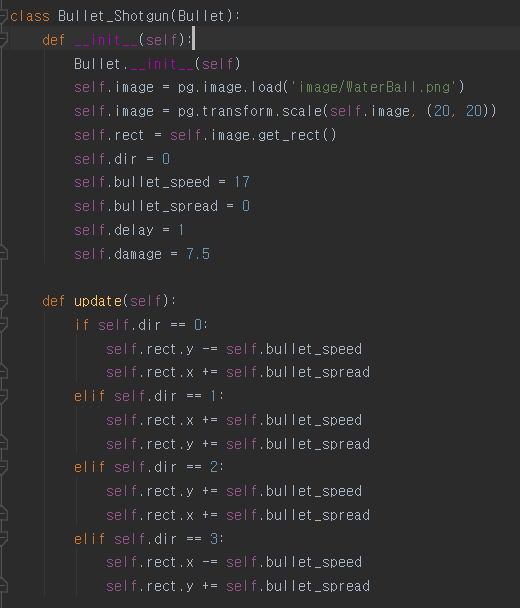 class Bullet_Shotgun(Bullet):
    def __init__(self):
        Bullet.__init__(self)
        self.image = pg.image.load('image/WaterBall.png')
        self.image = pg.transform.scale(self.image, (20, 20))
        self.rect = self.image.get_rect()
        self.dir = 0
        self.bullet_speed = 17
        self.bullet_spread = 0
        self.delay = 1
        self.damage = 7.5

    def update(self):
        if self.dir == 0:
            self.rect.y -= self.bullet_speed
            self.rect.x += self.bullet_spread
        elif self.dir == 1:
            self.rect.x += self.bullet_speed
            self.rect.y += self.bullet_spread
        elif self.dir == 2:
            self.rect.y += self.bullet_speed
            self.rect.x += self.bullet_spread
        elif self.dir == 3:
            self.rect.x -= self.bullet_speed
            self.rect.y += self.bullet_spread